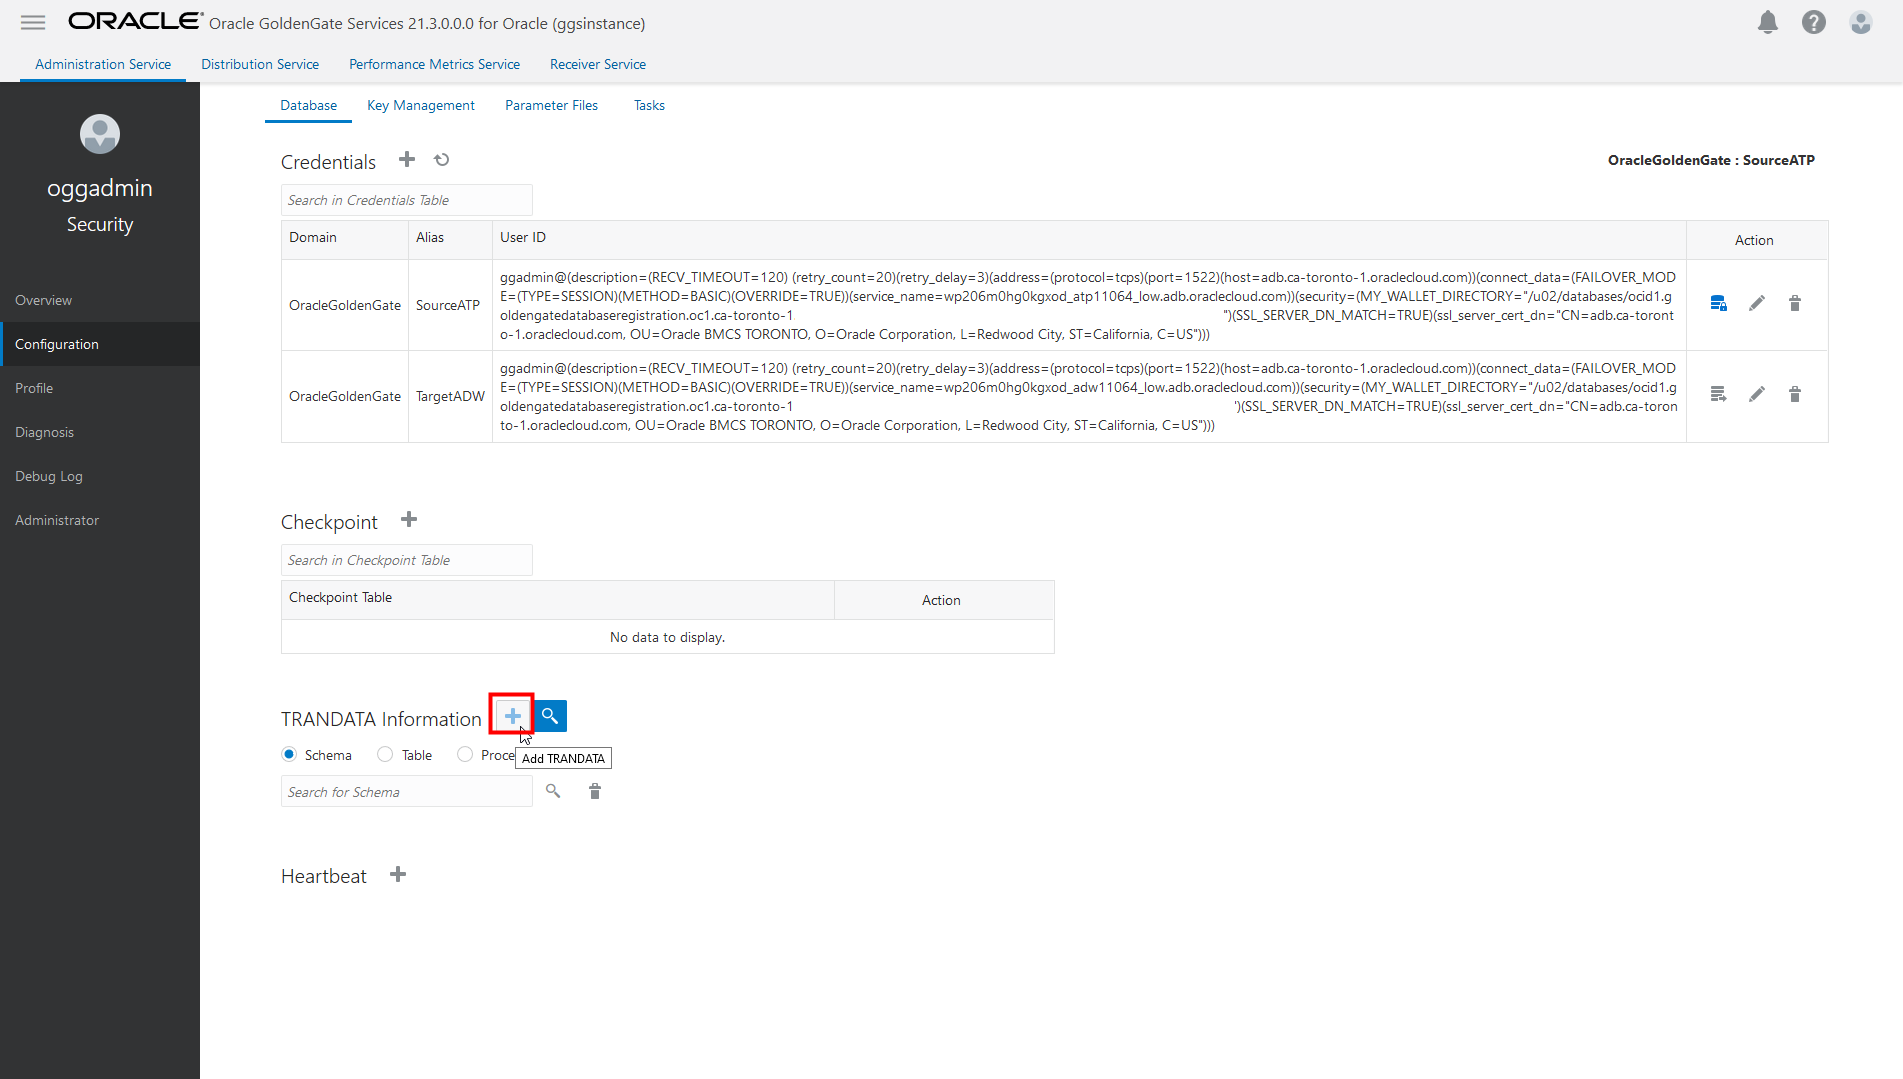 ORACLE® Oracle GoldenGate Services 21.3.0.0.0 for Oracle (ggsinstance)
Administration Service Distribution Service Performance Metrics Service Receiver Service
oggadmin
Security
Overview
Configuration
Profile
Diagnosis
Debug Log
Administrator
Database Key Management Parameter Files Tasks
Credentials
OracleGoldenGate : SourceATP
Search in Credentials Table
Domain Alias User ID Action
OracleGoldenGate SourceATP
ggadmin@(description=(RECV_TIMEOUT=120) (retry_count=20)(retry_delay=3)(address=(protocol=tcps)(port=1522)(host=adb.ca-toronto-1.oraclecloud.com))(connect_data=(FAILOVER_MOD
E=(TYPE=SESSION)(METHOD=BASIC)(OVERRIDE=TRUE))(service_name=wp206m0hg0kgxod_atp11064_low.adb.oraclecloud.com))(security=(MY_WALLET_DIRECTORY="/u02/databases/ocid1.g
oldengatedatabaseregistration.oc1.ca-toronto-1 ")(SSL_SERVER_DN_MATCH=TRUE)(ssl_server_cert_dn="CN=adb.ca-toront
o-1.oraclecloud.com, OU=Oracle BMCS TORONTO, O=Oracle Corporation, L=Redwood City, ST=California, C=US")))
OracleGoldenGate TargetADW
ggadmin@(description=(RECV_TIMEOUT=120) (retry_count=20)(retry_delay=3)(address=(protocol=tcps)(port=1522)(host=adb.ca-toronto-1.oraclecloud.com))(connect_data=(FAILOVER_MOD
E=(TYPE=SESSION)(METHOD=BASIC)(OVERRIDE=TRUE))(service_name=wp206m0hg0kgxod_adw11064_low.adb.oraclecloud.com))(security=(MY_WALLET_DIRECTORY="/u02/databases/ocid1.g
oldengatedatabaseregistration.oc1.ca-toronto-1 ')(SSL_SERVER_DN_MATCH=TRUE)(ssl_server_cert_dn="CN=adb.ca-toron
to-1.oraclecloud.com, OU=Oracle BMCS TORONTO, O=Oracle Corporation, L=Redwood City, ST=California, C=US")))
Checkpoint
Search in Checkpoint Table
Checkpoint Table Action
No data to display.
TRANDATA Information
Schema Table Proce
Add TRANDATA
Search for Schema
Heartbeat